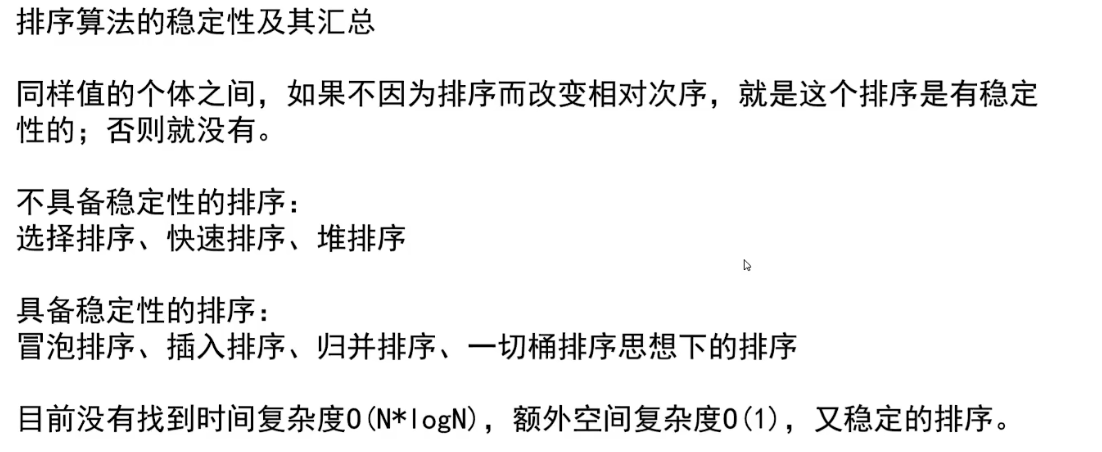 排序算法的稳定性及其汇总
同样值的个体之间，如果不因为排序而改变相对次序，就是这个排序是有稳定
性的；否则就没有。
不具备稳定性的排序：
选择排序、快速排序、堆排序
具备稳定性的排序：
冒泡排序、插入排序、归并排序、一切桶排序思想下的排序
目前没有找到时间复杂度O(N*logN)，额外空间复杂度O(1)，又稳定的排序。